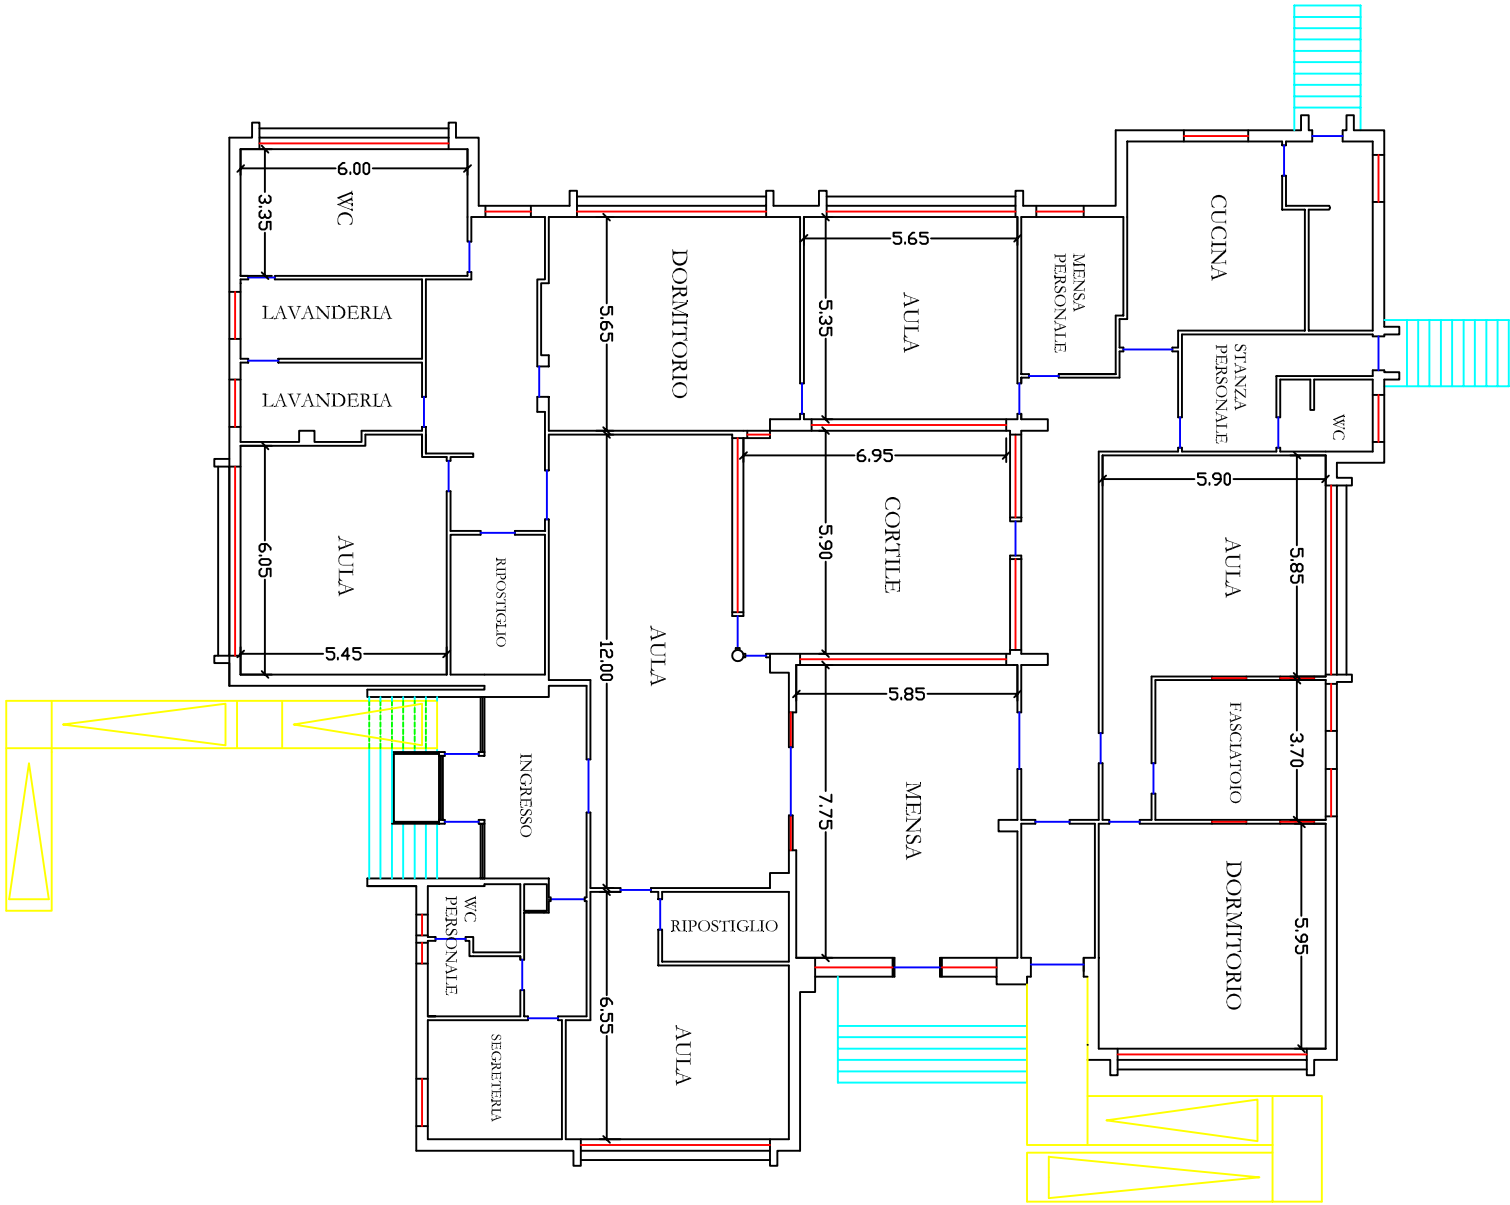 6.00
3.35
WC
LAVANDERIA
LAVANDERIA
AULA
6.05
5.45
RIPOSTIGLIO
DORMITORIO
5.65
5.65
5.35
AULA
MENSA
PERSONALE
CUCINA
STANZA
PERSONALE
WC
6.95
5.90
CORTILE
5.90
5.85
AULA
12.00
AULA
5.85
7.75
MENSA
FASCIATOIO
3.70
INGRESSO
WC
PERSONALE
SEGRETERIA
RIPOSTIGLIO
6.55
AULA
DORMITORIO
5.95